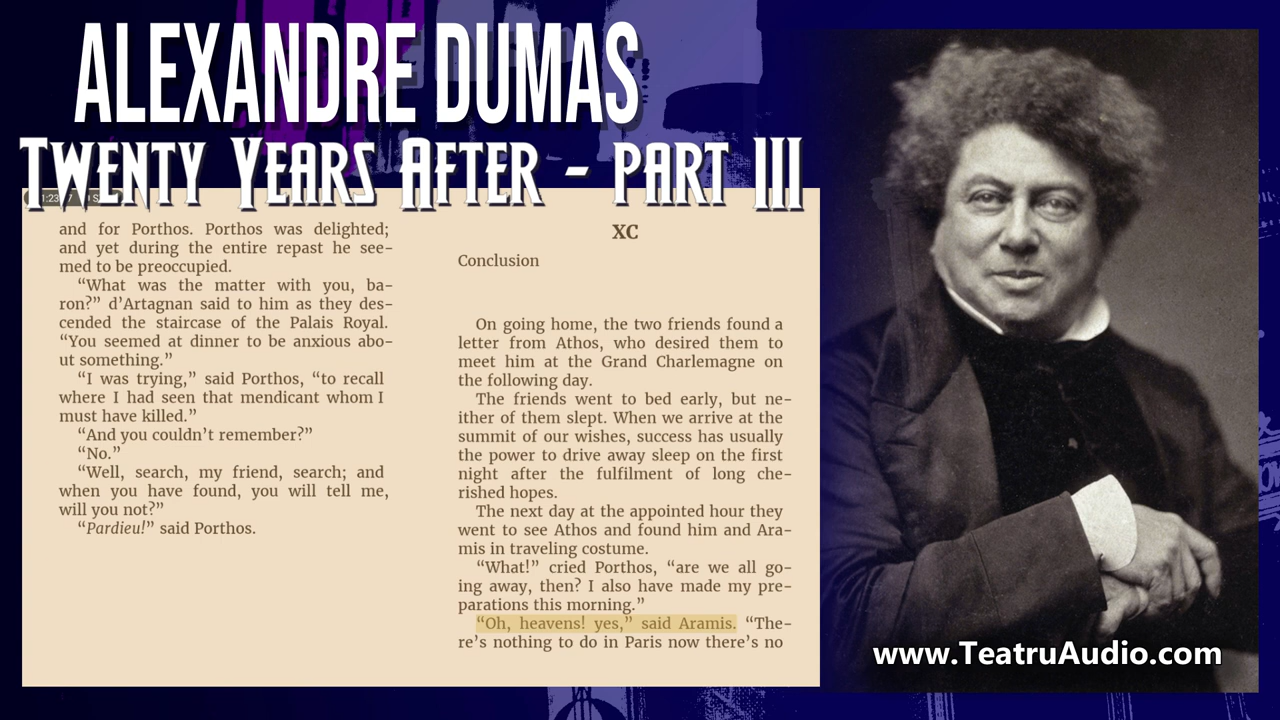 ALEXANDRE DUMAS
TWENTY YEARS AFTER - PART III
and for Porthos. Porthos was delighted;
and yet during the entire repast he see-
med to be preoccupied.
“What was the matter with you, ba-
ron?” d’Artagnan said to him as they des-
cended the staircase of the Palais Royal.
“You seemed at dinner to be anxious abo-
ut something.”
“I was trying,” said Porthos, “to recall
where I had seen that mendicant whom I
must have killed.”
“And you couldn’t remember?”
“No.”
“Well, search, my friend, search; and
when you have found, you will tell me,
will you not?”
“Pardieu!” said Porthos.
XC
Conclusion
On going home, the two friends found a
letter from Athos, who desired them to
meet him at the Grand Charlemagne on
the following day.
The friends went to bed early, but ne-
ither of them slept. When we arrive at the
summit of our wishes, success has usually
the power to drive away sleep on the first
night after the fulfilment of long che-
rished hopes.
The next day at the appointed hour they
went to see Athos and found him and Ara-
mis in traveling costume.
“What!” cried Porthos, “are we all go-
ing away, then? I also have made my pre-
parations this morning.”
“Oh, heavens! yes,” said Aramis. “The-
re’s nothing to do in Paris now there’s no
www.TeatruAudio.com